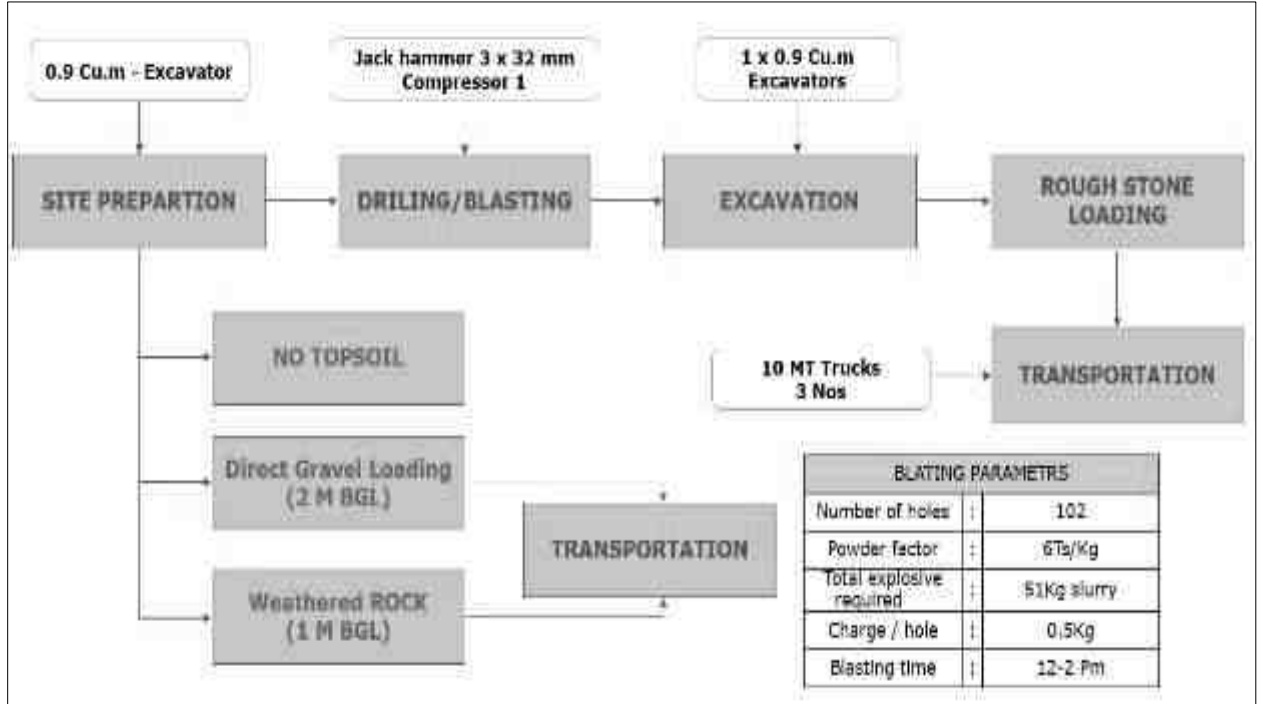 0.9 Cu.m - Excavator
Jack hammer 3 x 32 mm
Compressor 1
1 x 0.9 Cu.m
Excavators
SITE PREPARTION
DRILING/BLASTING
EXCAVATION
ROUGH STONE
LOADING
NO TOPSOIL
10 MT Trucks
3 Nos
TRANSPORTATION
Direct Gravel Loading
(2 M BGL)
TRANSPORTATION
Weathered ROCK
(1 M BGL)
BLATING PARAMETRS
Number of holes : 102
Powder factor : 6Ts/Kg
Total explosive
required : 51Kg slurry
Charge / hole : 0.5Kg
Blasting time : 12-2 Pm